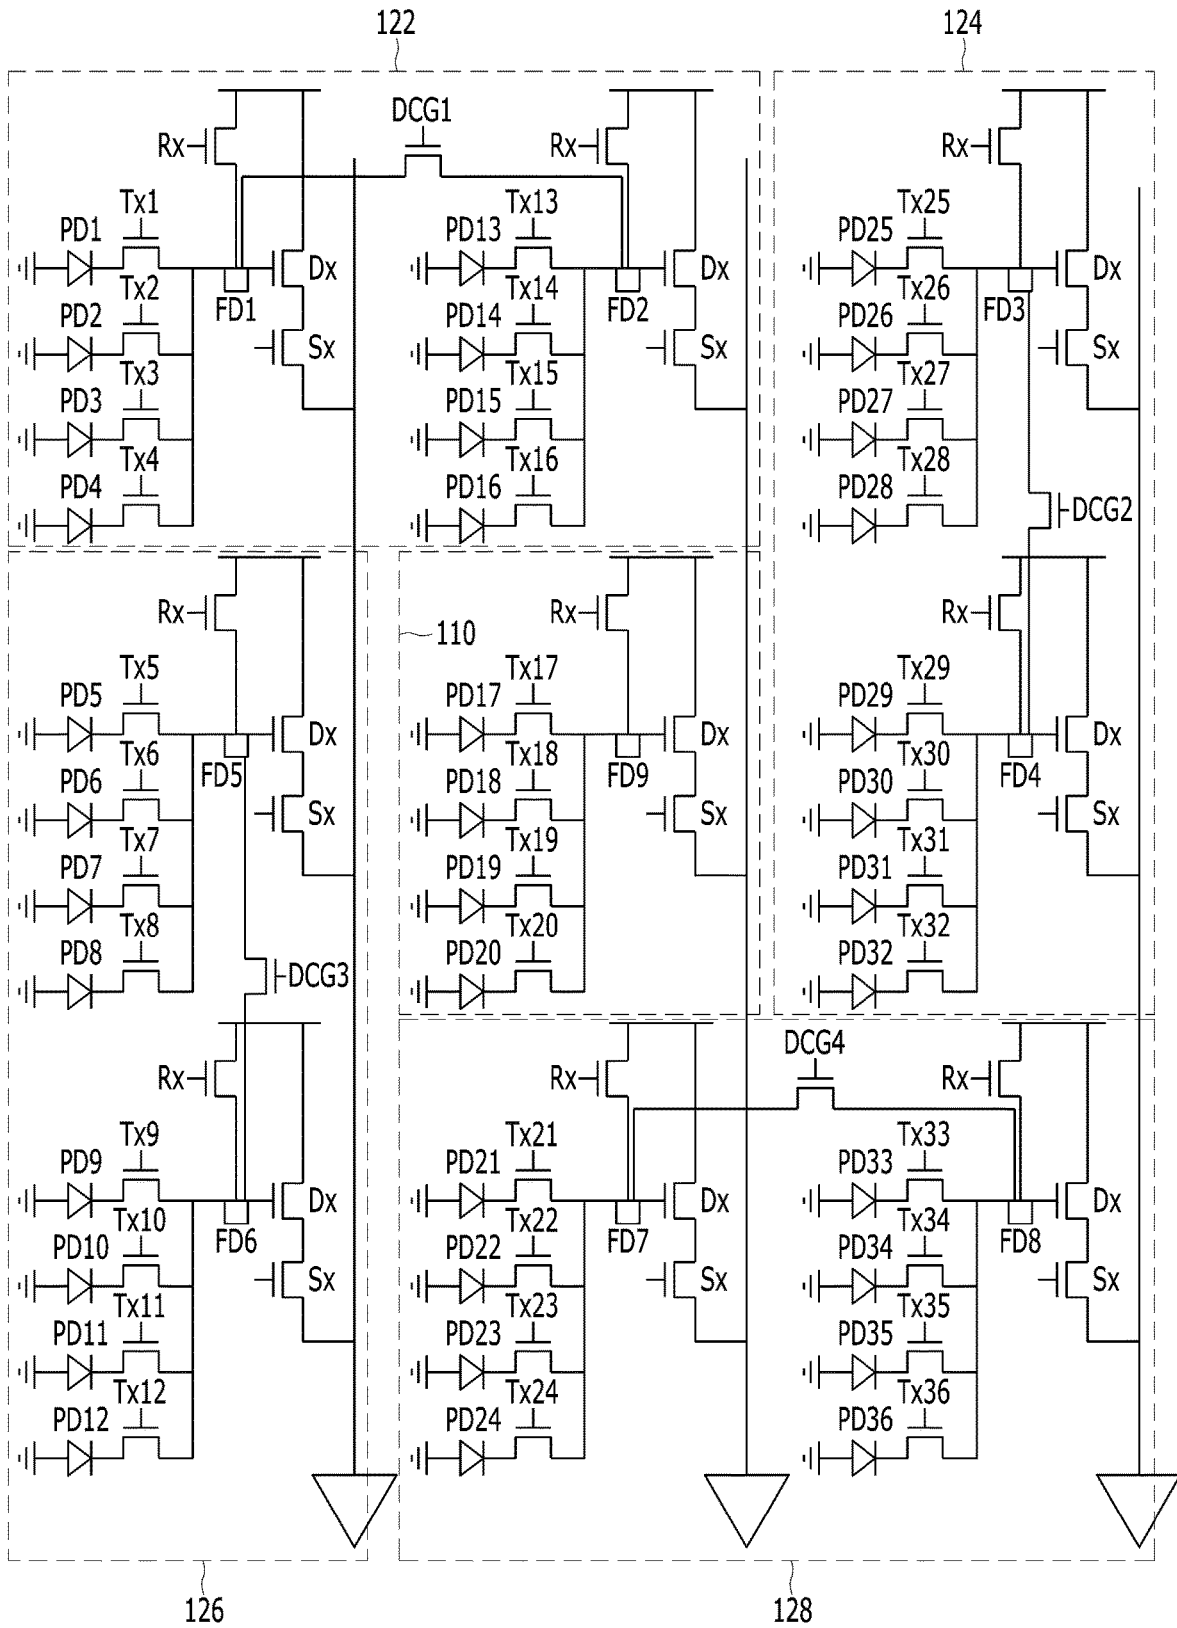 122 124
DCG1
Rx Rx Rx
Tx1 Tx13 Tx25
PD1 PD13 PD25
Dx Dx Dx
Tx2 Tx14 Tx26
FD1 FD2 FD3
PD2 PD14 PD26
Sx Sx Sx
Tx3 Tx15 Tx27
PD3 PD15 PD27
Tx4 Tx16 Tx28
PD4 PD16 PD28
DCG2
Rx Rx Rx
110
Tx5 Tx17 Tx29
PD5 PD17 PD29
Dx Dx Dx
Tx6 Tx18 Tx30
FD5 FD9 FD4
PD6 PD18 PD30
Sx Sx Sx
Tx7 Tx19 Tx31
PD7 PD19 PD31
Tx8 Tx20 Tx32
PD8 PD20 PD32
DCG3
DCG4
Rx Rx Rx
Tx9 Tx21 Tx33
PD9 PD21 PD33
Dx Dx Dx
Tx10 Tx22 Tx34
FD6 FD7 FD8
PD10 PD22 PD34
Sx Sx Sx
Tx11 Tx23 Tx35
PD11 PD23 PD35
Tx12 Tx24 Tx36
PD12 PD24 PD36
126 128